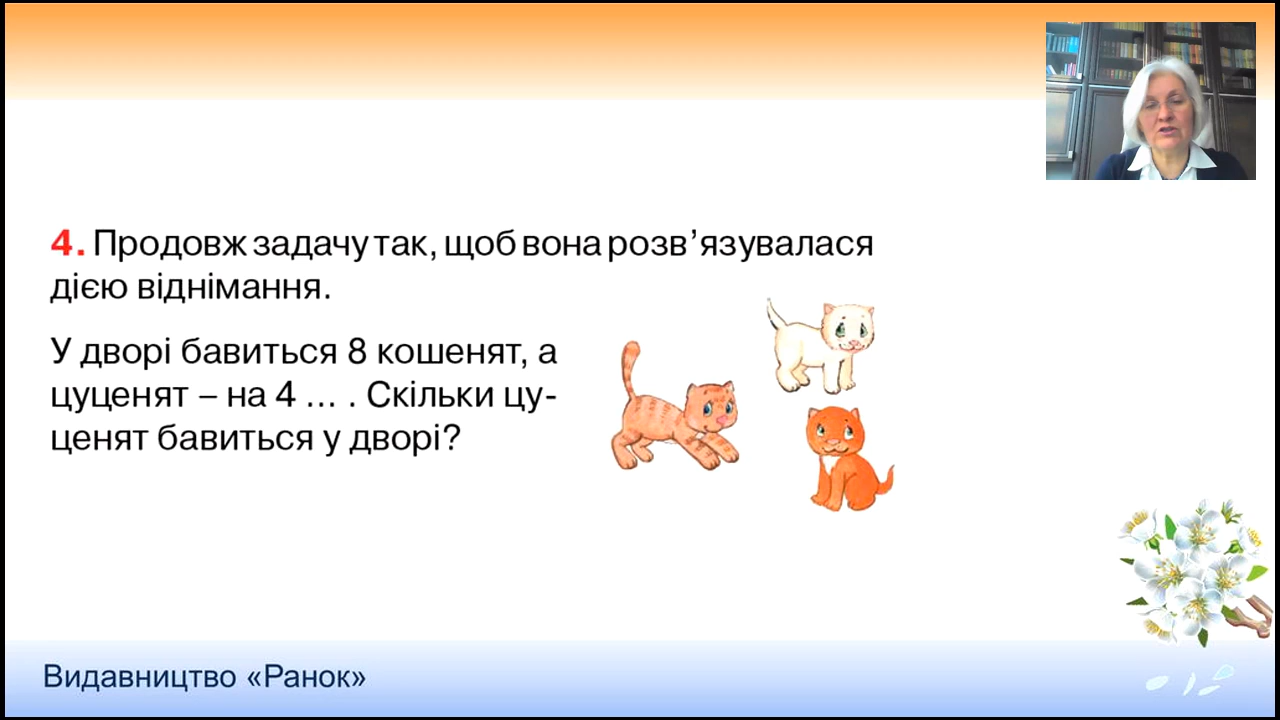 4. Продовж задачу так, щоб вона розв’язувалася
дією віднімання.
У дворі бавиться 8 кошенят, а
цуценят – на 4 ... . Скільки цу-
ценят бавиться у дворі?
Видавництво «Ранок»